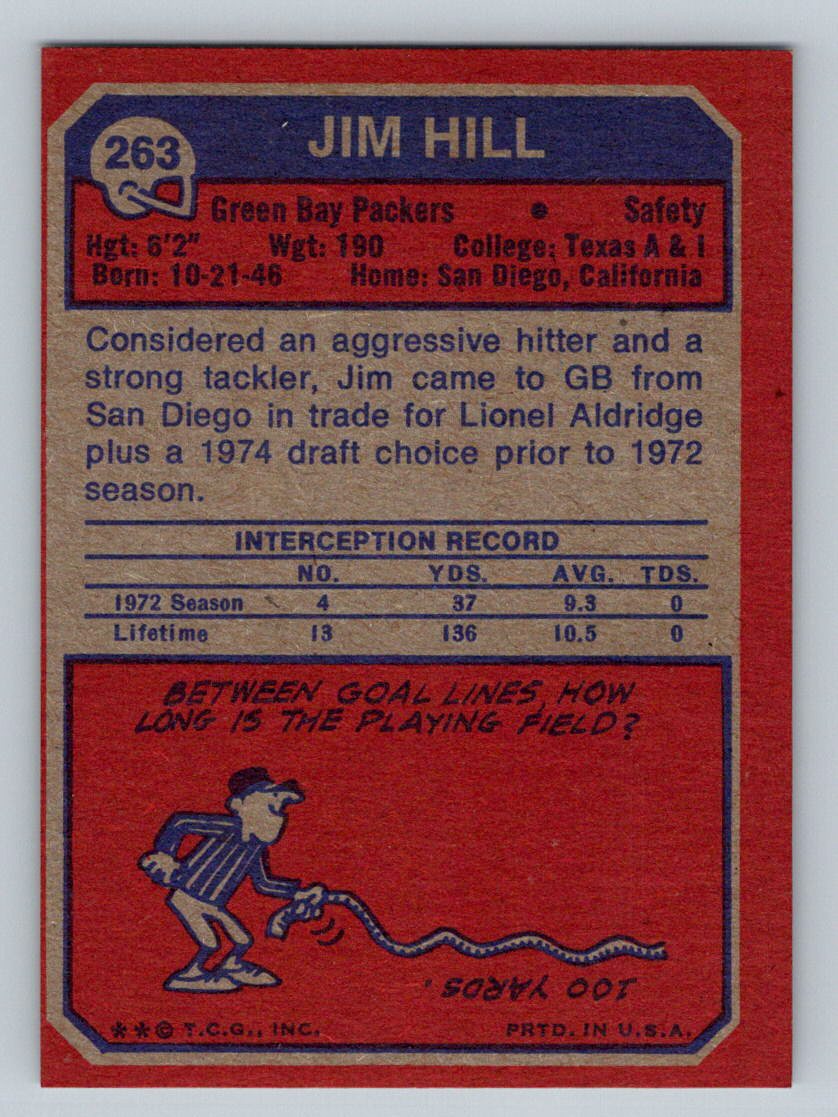 263
JIM HILL
Green Bay Packers • Safety
Hgt: 6'2" Wgt: 190 College: Texas A & I
Born: 10-21-46 Home: San Diego, California
Considered an aggressive hitter and a
strong tackler, Jim came to GB from
San Diego in trade for Lionel Aldridge
plus a 1974 draft choice prior to 1972
season.
INTERCEPTION RECORD
NO. YDS. AVG. TDS.
1972 Season 4 37 9.3 0
Lifetime 13 136 10.5 0
BETWEEN GOAL LINES, HOW
LONG IS THE PLAYING FIELD?
100 YARDS.
**© T.C.G., INC. PRTD. IN U.S.A.